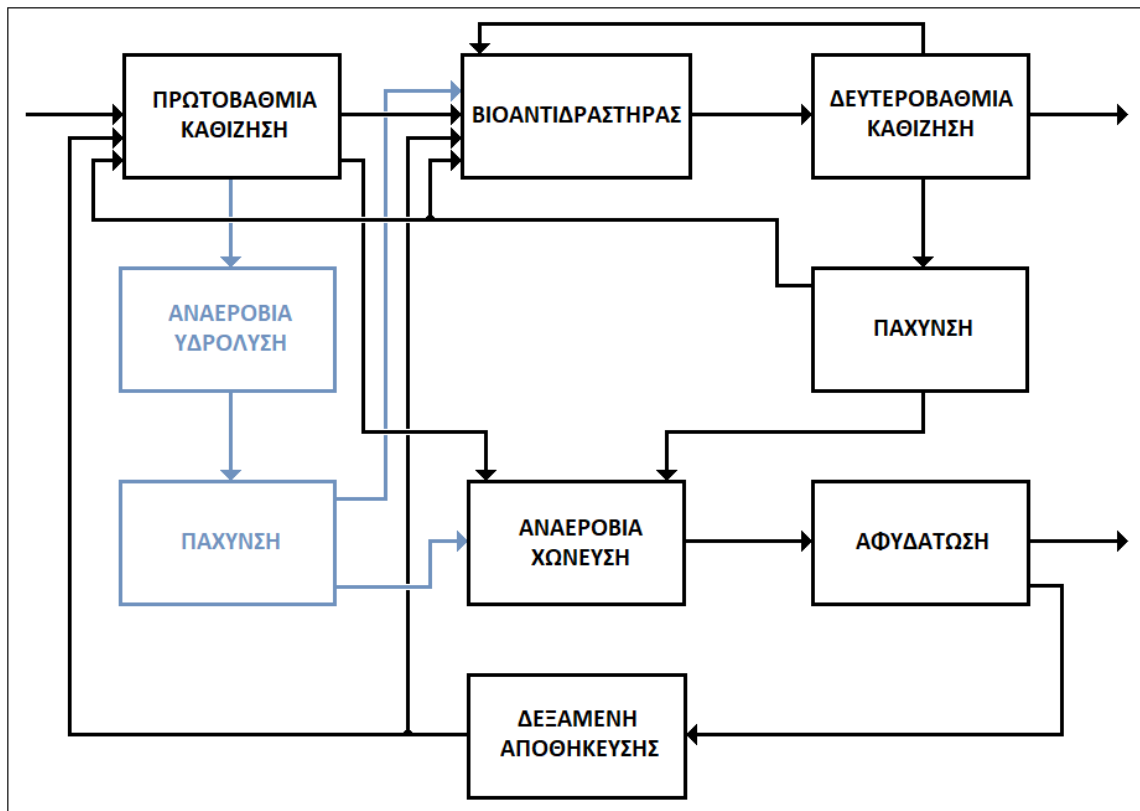 ΠΡΩΤΟΒΑΘΜΙΑ
ΚΑΘΙΖΗΣΗ
ΒΙΟΑΝΤΙΔΡΑΣΤΗΡΑΣ
ΔΕΥΤΕΡΟΒΑΘΜΙΑ
ΚΑΘΙΖΗΣΗ
ΑΝΑΕΡΟΒΙΑ
ΥΔΡΟΛΥΣΗ
ΠΑΧΥΝΣΗ
ΠΑΧΥΝΣΗ
ΑΝΑΕΡΟΒΙΑ
ΧΩΝΕΥΣΗ
ΑΦΥΔΑΤΩΣΗ
ΔΕΞΑΜΕΝΗ
ΑΠΟΘΗΚΕΥΣΗΣ